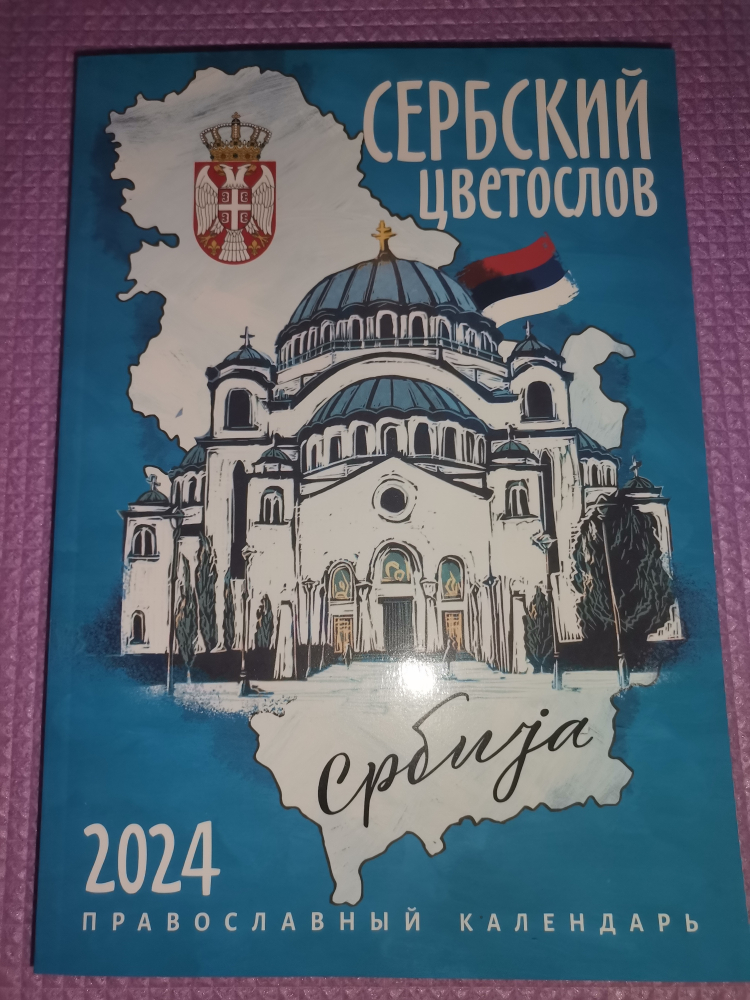 СЕРБСКИЙ
ЦВЕТОСЛОВ
Србија
2024
ПРАВОСЛАВНЫЙ КАЛЕНДАРЬ